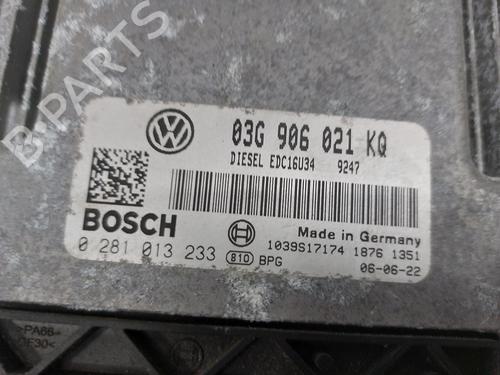 B-PARTS
03G 906 021 KQ
DIESEL EDC16U34 9247
BOSCH
Made in Germany
0 281 013 233 810 BPG
1039S17174 1876 1351
06-06-22
>PA66-
GF30<